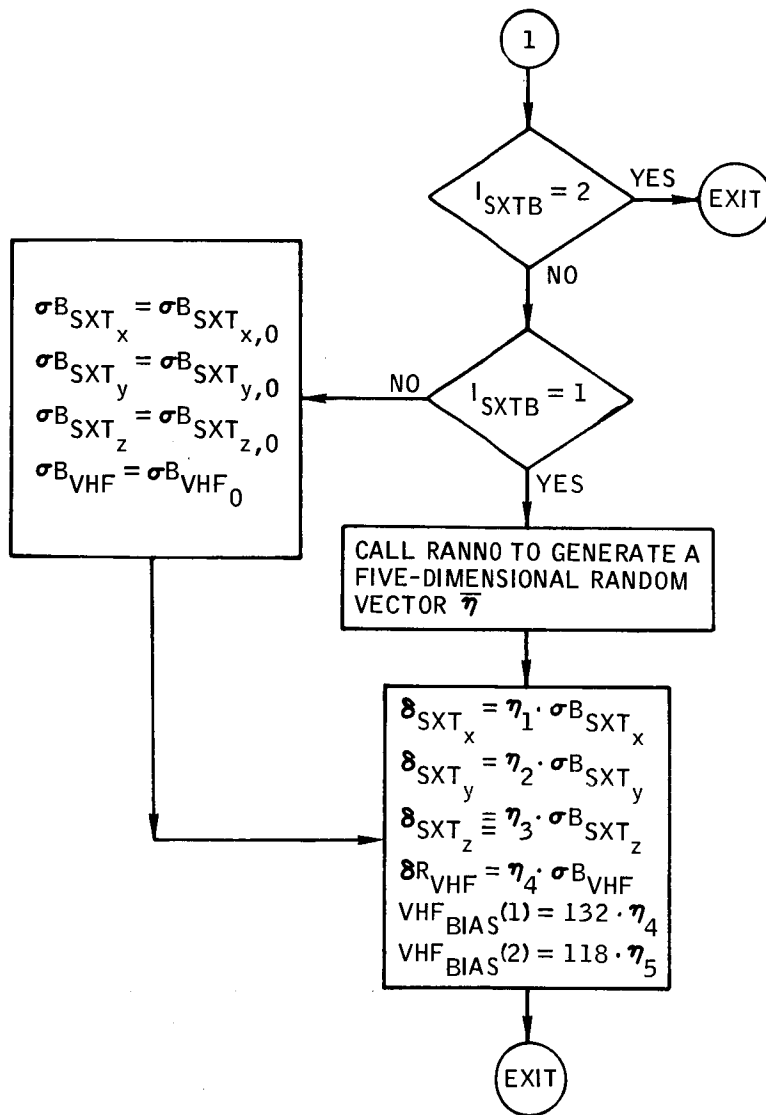 1
I_SXTB = 2
YES
EXIT
NO
σB_SXT_x = σB_SXT_x,0
σB_SXT_y = σB_SXT_y,0
σB_SXT_z = σB_SXT_z,0
σB_VHF = σB_VHF_0
NO
I_SXTB = 1
YES
CALL RANNO TO GENERATE A
FIVE-DIMENSIONAL RANDOM
VECTOR η̅
δ_SXT_x = η_1 · σB_SXT_x
δ_SXT_y = η_2 · σB_SXT_y
δ_SXT_z ≡ η_3 · σB_SXT_z
δR_VHF = η_4 · σB_VHF
VHF_BIAS(1) = 132 · η_4
VHF_BIAS(2) = 118 · η_5
EXIT